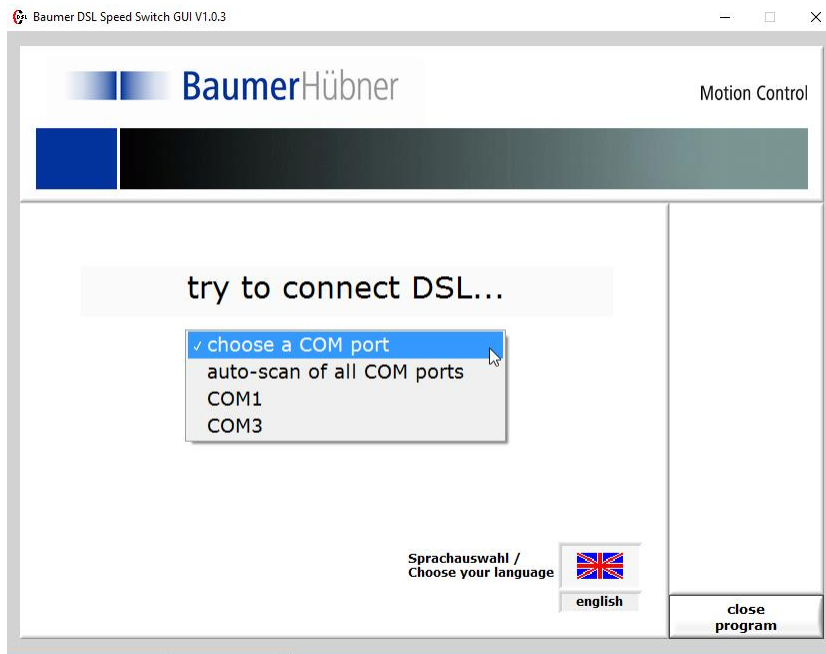 Baumer DSL Speed Switch GUI V1.0.3
BaumerHübner
Motion Control
try to connect DSL...
✓ choose a COM port
auto-scan of all COM ports
COM1
COM3
Sprachauswahl /
Choose your language
english
close
program